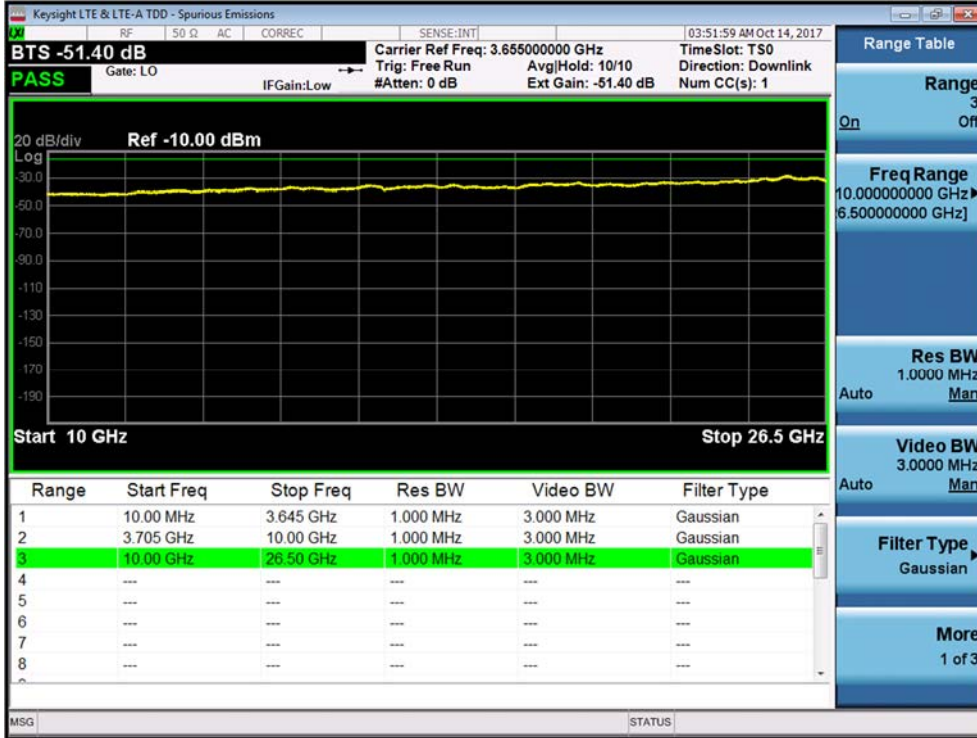 Keysight LTE & LTE-A TDD - Spurious Emissions
LXI RF 50 Ω AC CORREC SENSE:INT 03:51:59 AM Oct 14, 2017
BTS -51.40 dB
PASS
Gate: LO
IFGain:Low
Carrier Ref Freq: 3.655000000 GHz
Trig: Free Run
#Atten: 0 dB
Avg|Hold: 10/10
Ext Gain: -51.40 dB
TimeSlot: TS0
Direction: Downlink
Num CC(s): 1
20 dB/div Ref -10.00 dBm
Log
-30.0
-50.0
-70.0
-90.0
-110
-130
-150
-170
-190
Start 10 GHz Stop 26.5 GHz
Range Start Freq Stop Freq Res BW Video BW Filter Type
1 10.00 MHz 3.645 GHz 1.000 MHz 3.000 MHz Gaussian
2 3.705 GHz 10.00 GHz 1.000 MHz 3.000 MHz Gaussian
3 10.00 GHz 26.50 GHz 1.000 MHz 3.000 MHz Gaussian
4 --- --- --- --- ---
5 --- --- --- --- ---
6 --- --- --- --- ---
7 --- --- --- --- ---
8 --- --- --- --- ---
MSG STATUS
Range Table
Range
3
On Off
Freq Range
10.000000000 GHz
6.500000000 GHz]
Res BW
1.0000 MHz
Auto Man
Video BW
3.0000 MHz
Auto Man
Filter Type
Gaussian
More
1 of 3